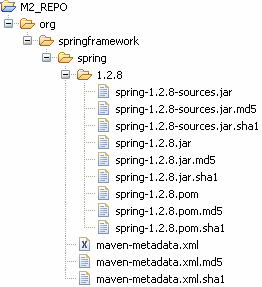 M2_REPO
org
springframework
spring
1.2.8
spring-1.2.8-sources.jar
spring-1.2.8-sources.jar.md5
spring-1.2.8-sources.jar.sha1
spring-1.2.8.jar
spring-1.2.8.jar.md5
spring-1.2.8.jar.sha1
spring-1.2.8.pom
spring-1.2.8.pom.md5
spring-1.2.8.pom.sha1
maven-metadata.xml
maven-metadata.xml.md5
maven-metadata.xml.sha1